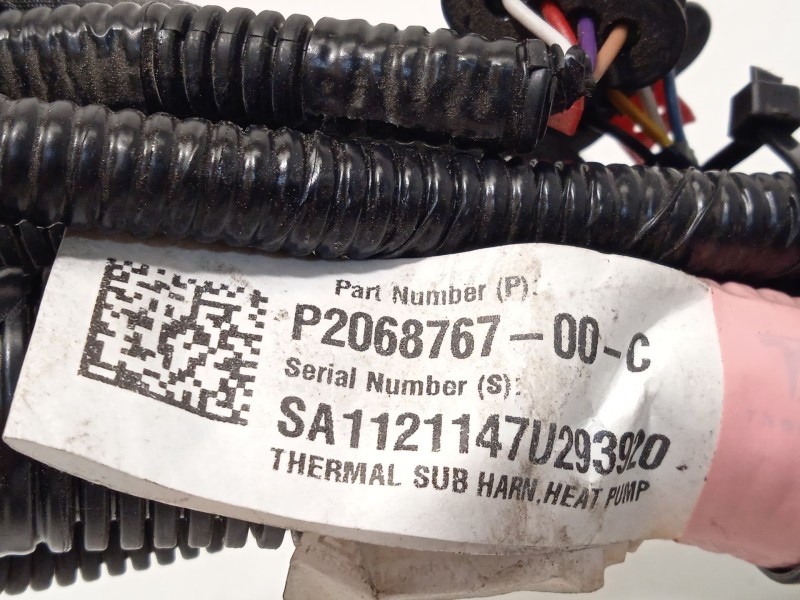 Part Number (P):
P2068767-00-C
Serial Number (S):
SA1121147U293920
THERMAL SUB HARN,HEAT PUMP